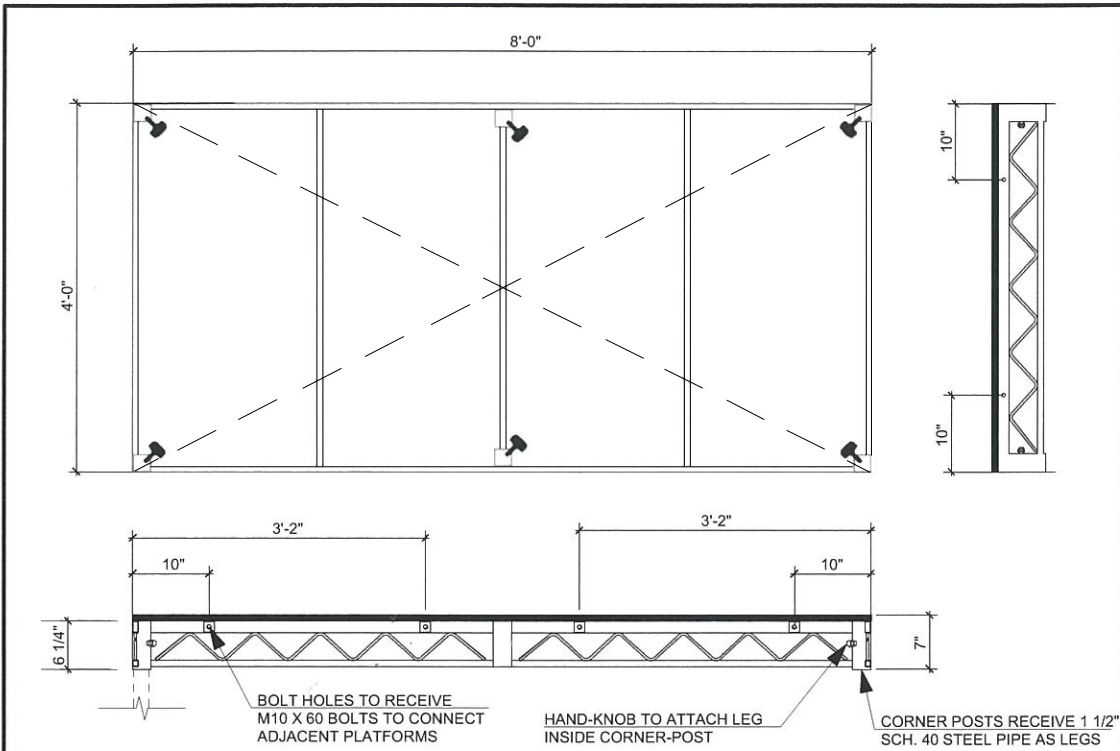 8'-0"
4'-0"
10"
10"
3'-2"
3'-2"
10"
10"
6 1/4"
7"
BOLT HOLES TO RECEIVE
M10 X 60 BOLTS TO CONNECT
ADJACENT PLATFORMS
HAND-KNOB TO ATTACH LEG
INSIDE CORNER-POST
CORNER POSTS RECEIVE 1 1/2"
SCH. 40 STEEL PIPE AS LEGS